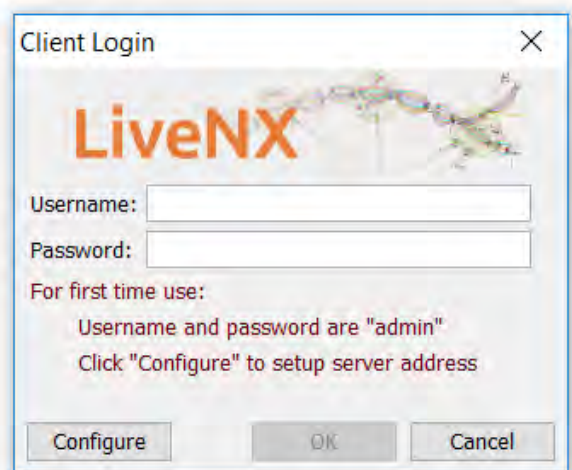 Client Login
LiveNX
Username:
Password:
For first time use:
Username and password are "admin"
Click "Configure" to setup server address
Configure OK Cancel